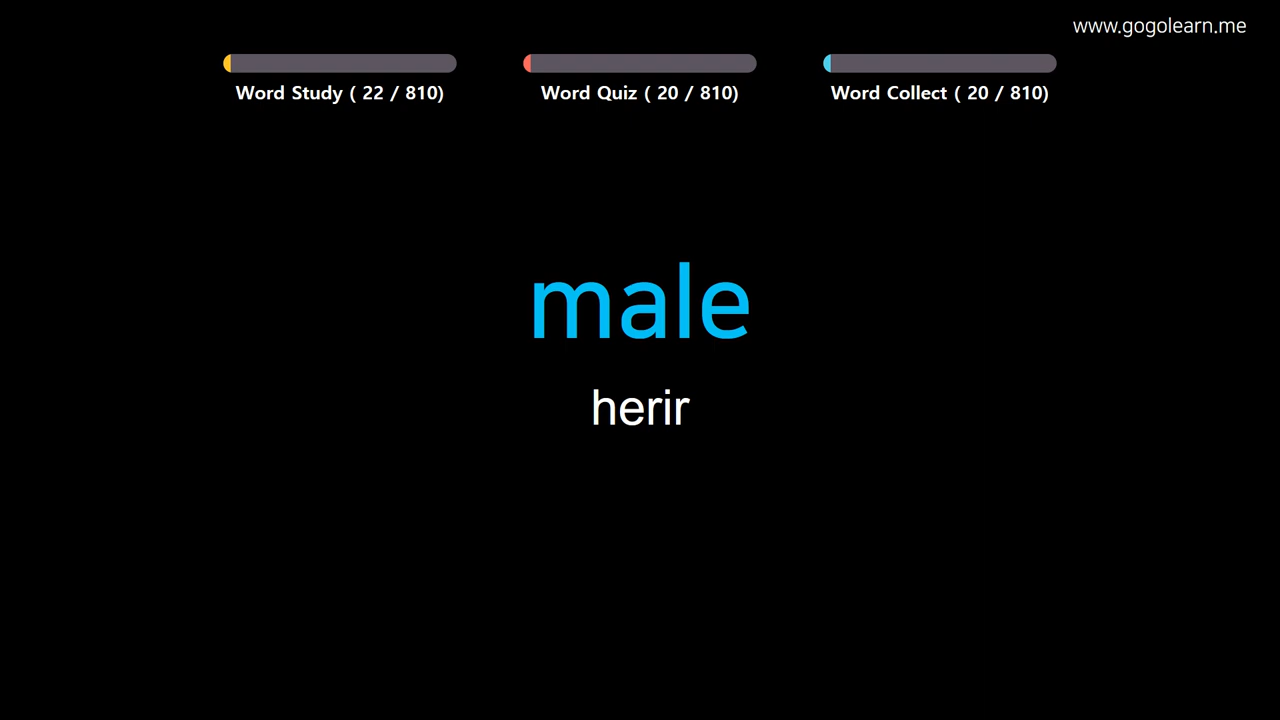 www.gogolearn.me
Word Study ( 22 / 810)
Word Quiz ( 20 / 810)
Word Collect ( 20 / 810)
male
herir